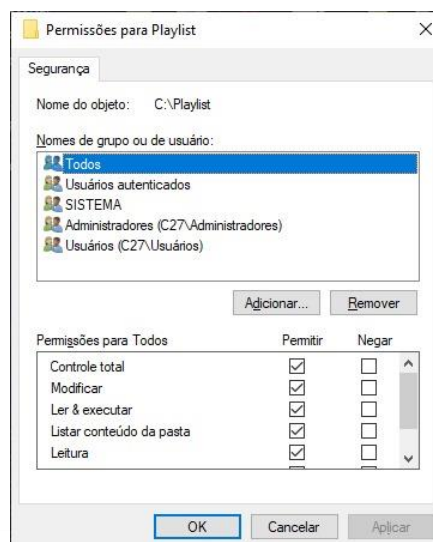 Permissões para Playlist
Segurança
Nome do objeto: C:\Playlist
Nomes de grupo ou de usuário:
Todos
Usuários autenticados
SISTEMA
Administradores (C27\Administradores)
Usuários (C27\Usuários)
Adicionar... Remover
Permissões para Todos Permitir Negar
Controle total
Modificar
Ler & executar
Listar conteúdo da pasta
Leitura
OK Cancelar Aplicar